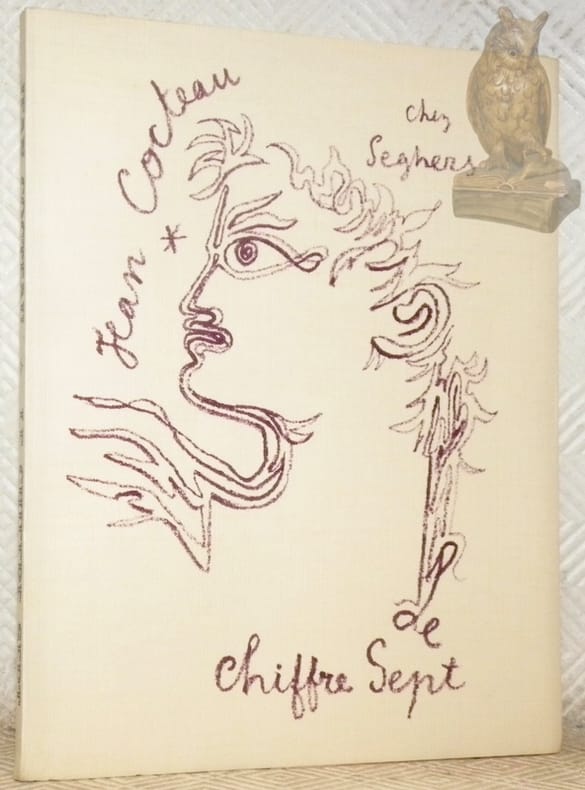 Jean Cocteau
chez
Seghers
le
chiffre Sept